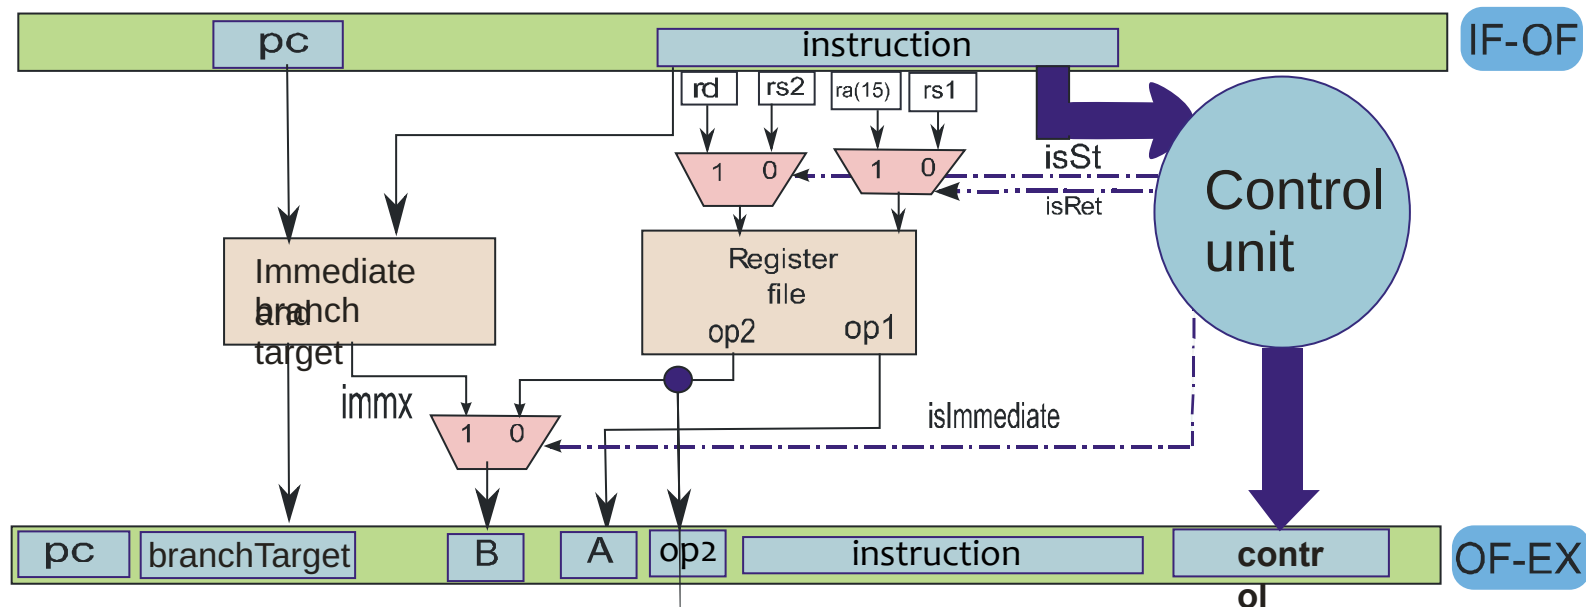 pc
instruction
IF-OF
rd
rs2
ra(15)
rs1
1 0
1 0
isSt
isRet
Control
unit
Immediate
and
branch
target
Register
file
op2
op1
immx
1 0
isImmediate
pc
branchTarget
B
A
op2
instruction
contr
ol
OF-EX